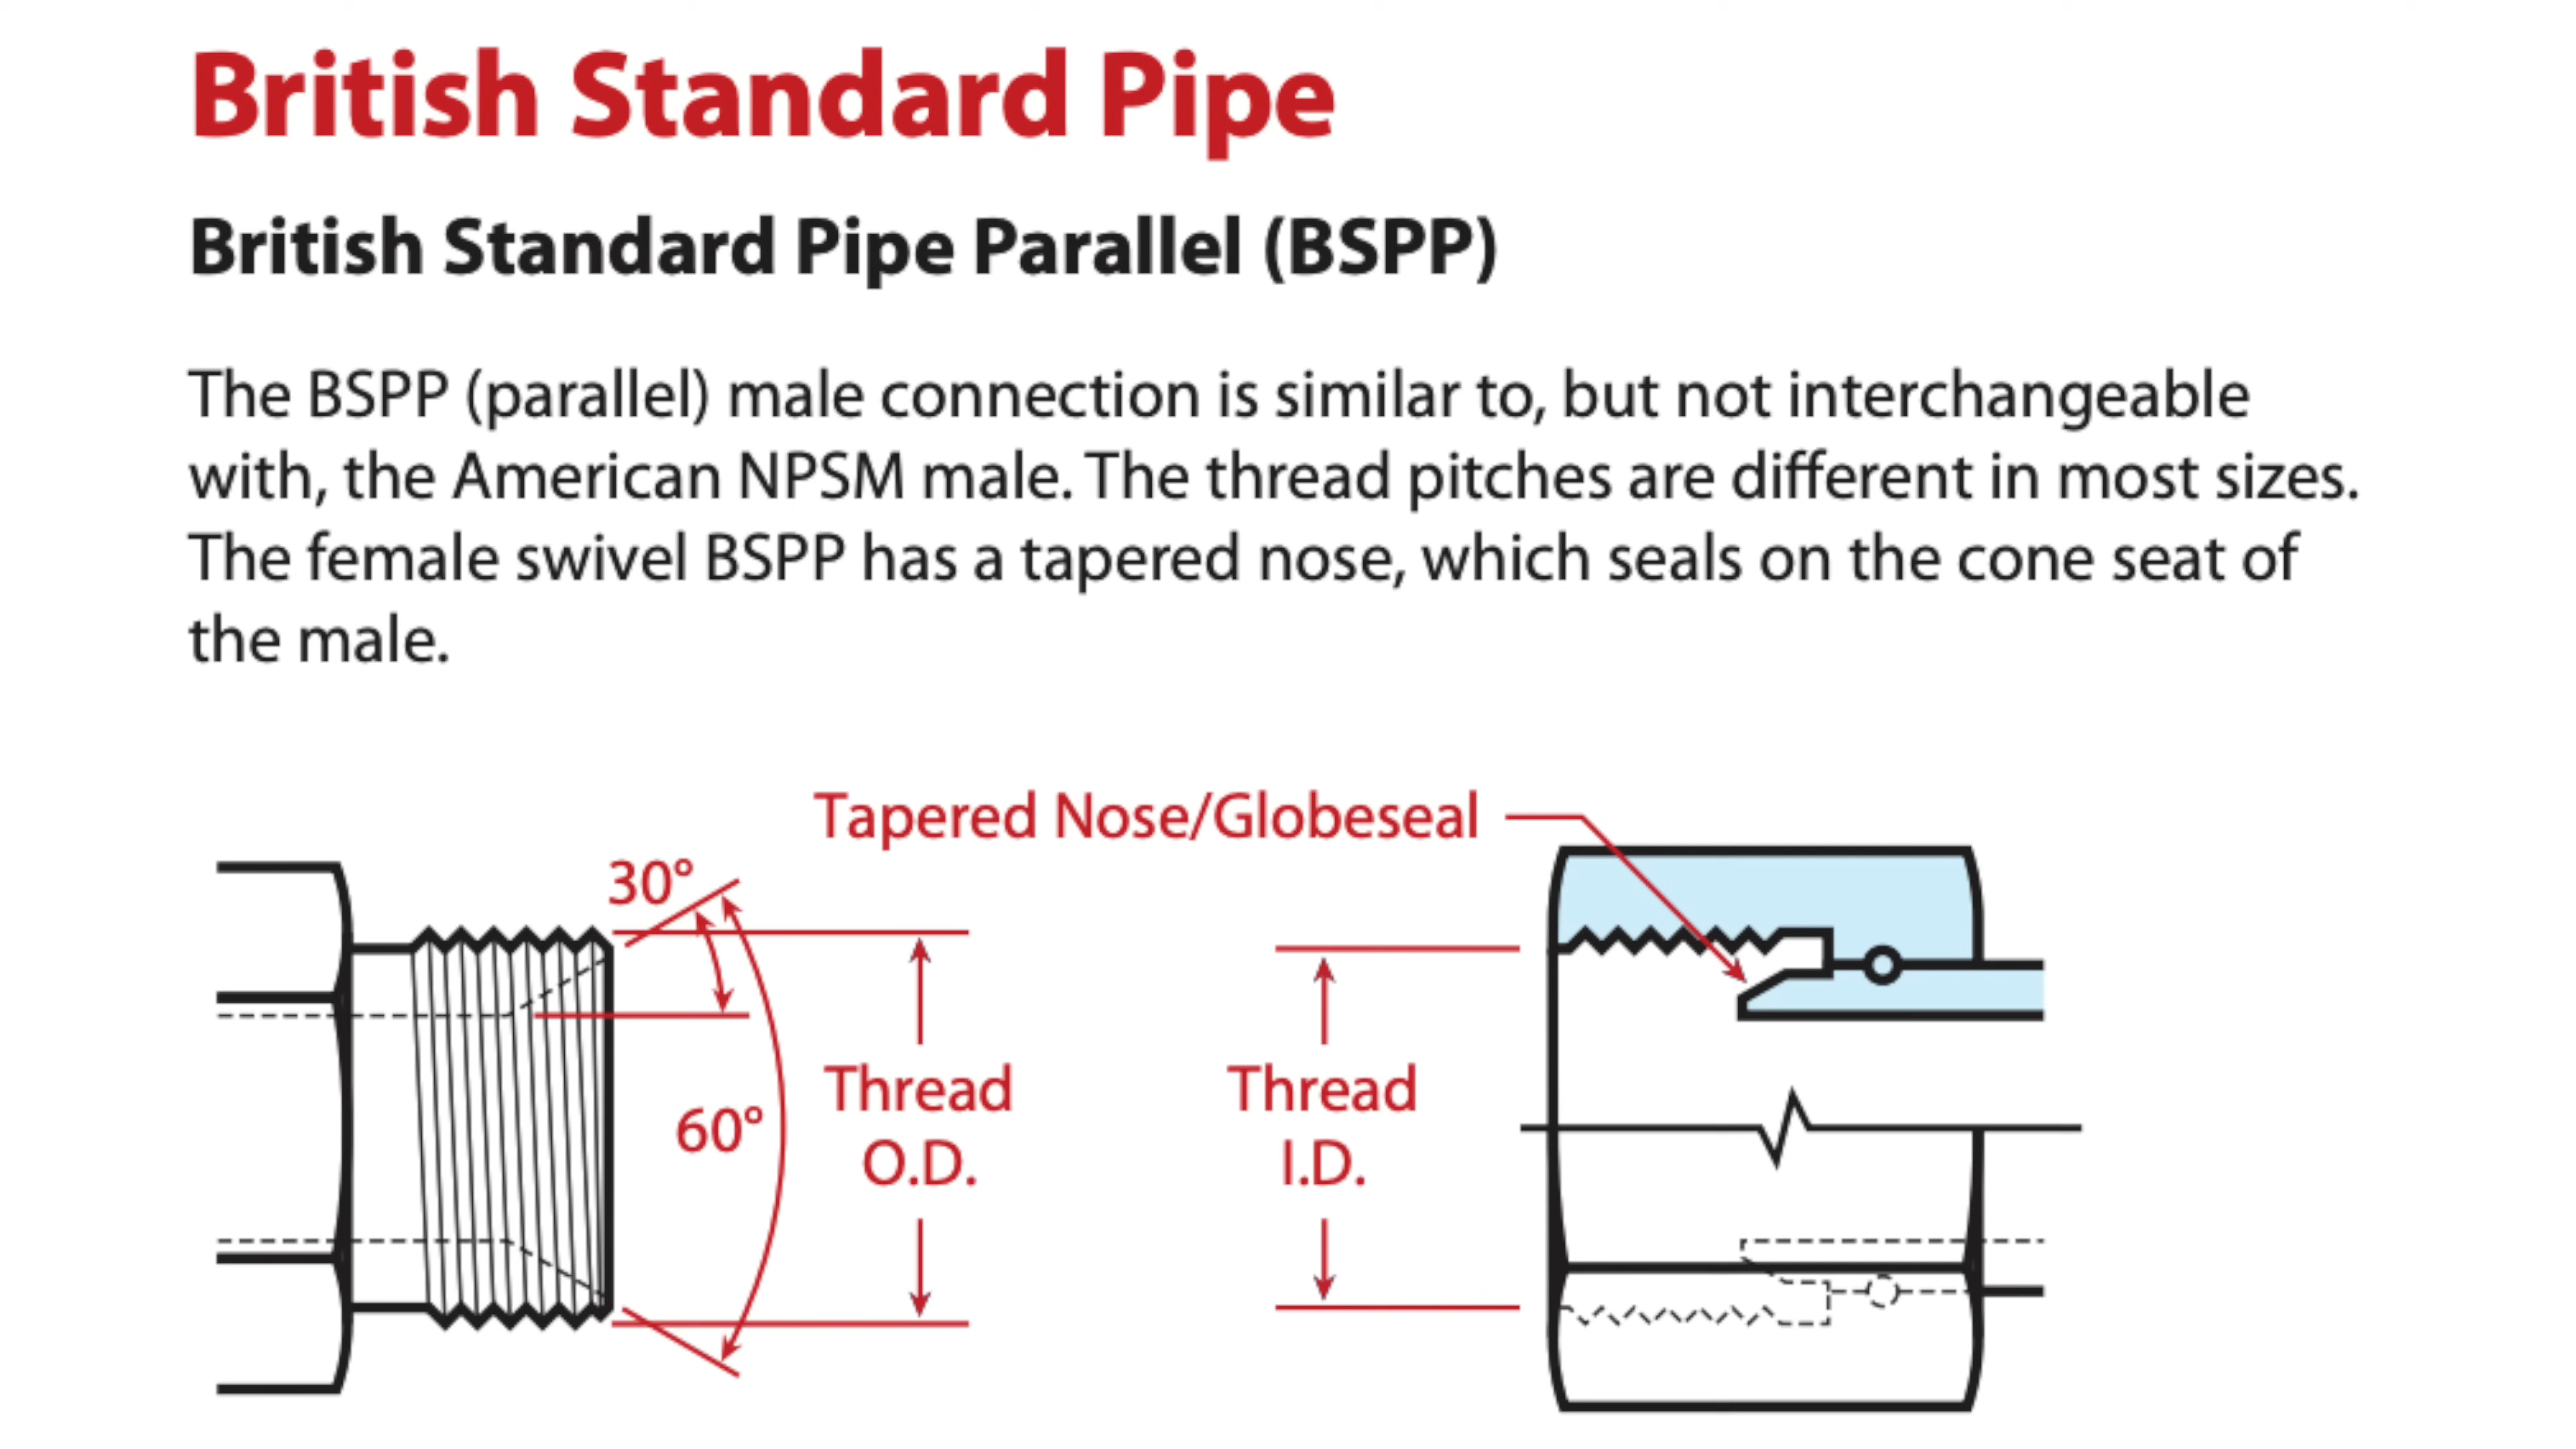 British Standard Pipe
British Standard Pipe Parallel (BSPP)
The BSPP (parallel) male connection is similar to, but not interchangeable
with, the American NPSM male. The thread pitches are different in most sizes.
The female swivel BSPP has a tapered nose, which seals on the cone seat of
the male.
Tapered Nose/Globeseal
30°
60°
Thread
O.D.
Thread
I.D.